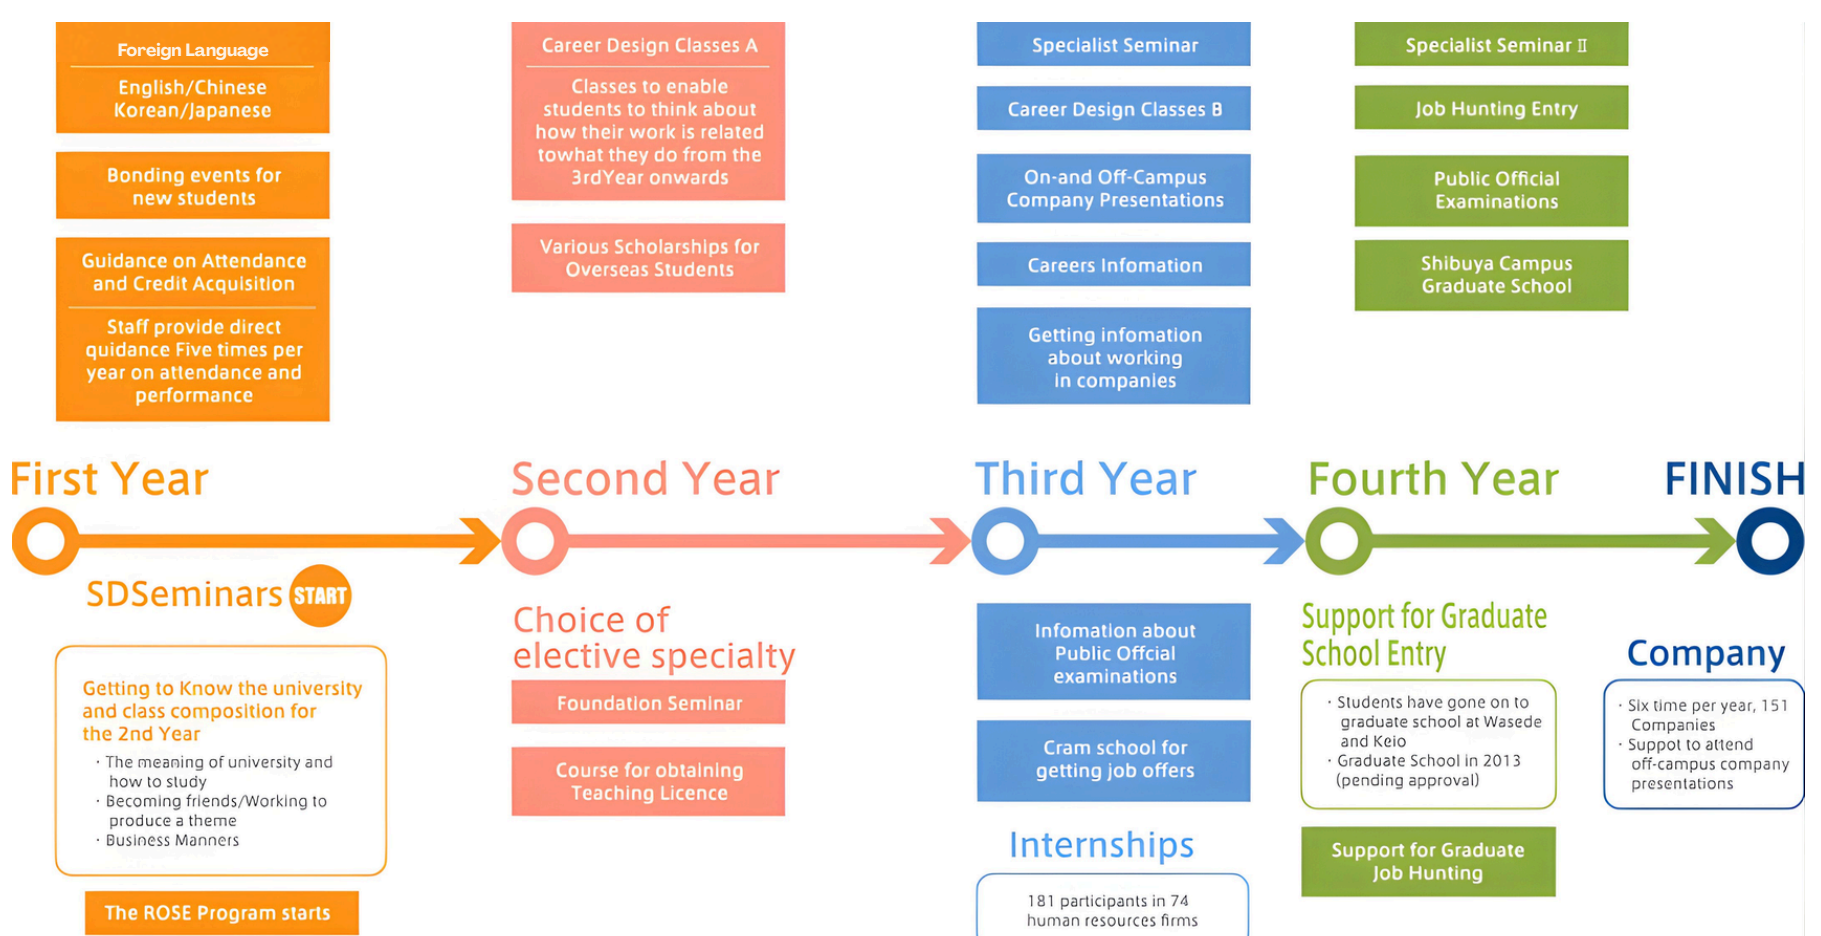 Foreign Language
English/Chinese
Korean/Japanese
Bonding events for
new students
Guidance on Attendance
and Credit Acquisition
Staff provide direct
quidance Five times per
year on attendance and
performance
Career Design Classes A
Classes to enable
students to think about
how their work is related
towhat they do from the
3rdYear onwards
Various Scholarships for
Overseas Students
Specialist Seminar
Career Design Classes B
On-and Off-Campus
Company Presentations
Careers Infomation
Getting infomation
about working
in companies
Specialist Seminar II
Job Hunting Entry
Public Official
Examinations
Shibuya Campus
Graduate School
First Year
Second Year
Third Year
Fourth Year
FINISH
SDSeminars START
Getting to Know the university
and class composition for
the 2nd Year
· The meaning of university and
how to study
· Becoming friends/Working to
produce a theme
· Business Manners
The ROSE Program starts
Choice of
elective specialty
Foundation Seminar
Course for obtaining
Teaching Licence
Infomation about
Public Offcial
examinations
Cram school for
getting job offers
Internships
181 participants in 74
human resources firms
Support for Graduate
School Entry
· Students have gone on to
graduate school at Wasede
and Keio
· Graduate School in 2013
(pending approval)
Support for Graduate
Job Hunting
Company
· Six time per year, 151
Companies
· Suppot to attend
off-campus company
presentations